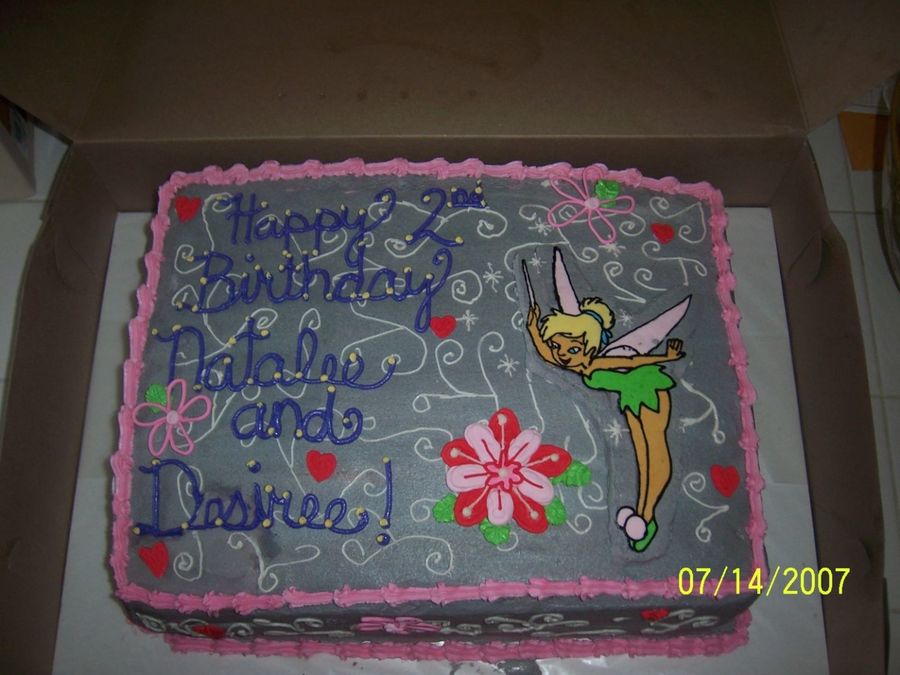 Happy 2nd
Birthday
Natalie
and
Desiree!
07/14/2007